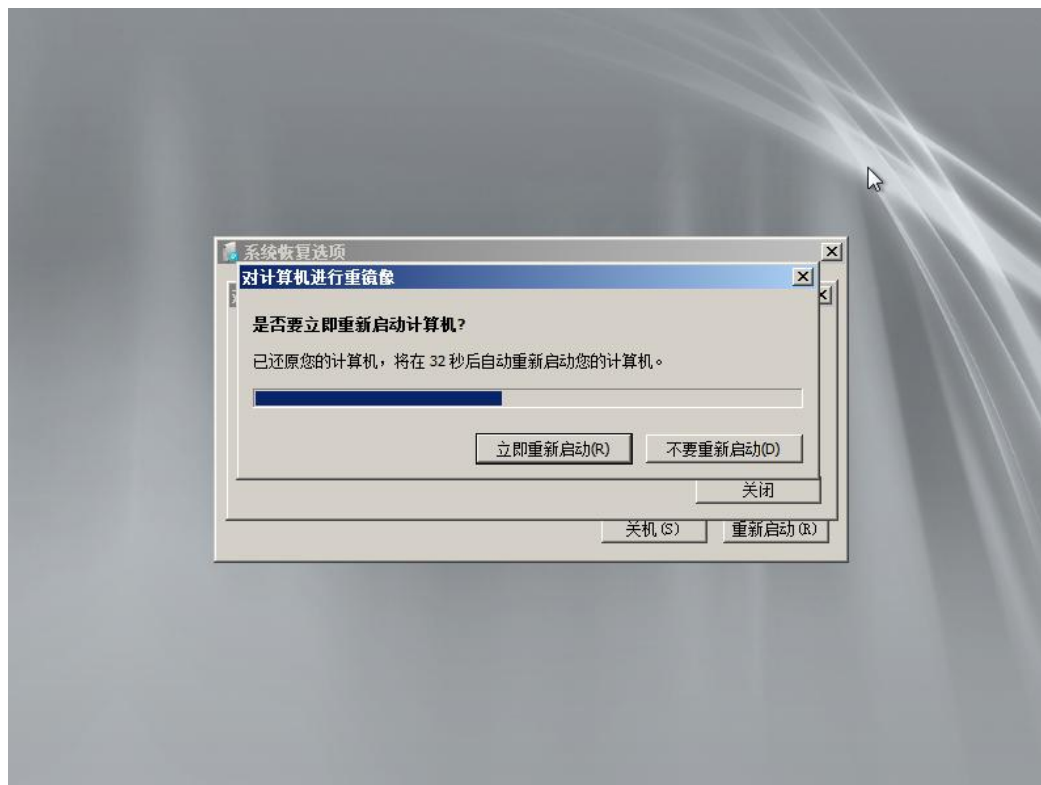 系统恢复选项
对计算机进行重镜像
是否要立即重新启动计算机?
已还原您的计算机，将在 32 秒后自动重新启动您的计算机。
立即重新启动(R)
不要重新启动(D)
关闭
关机(S)
重新启动(R)